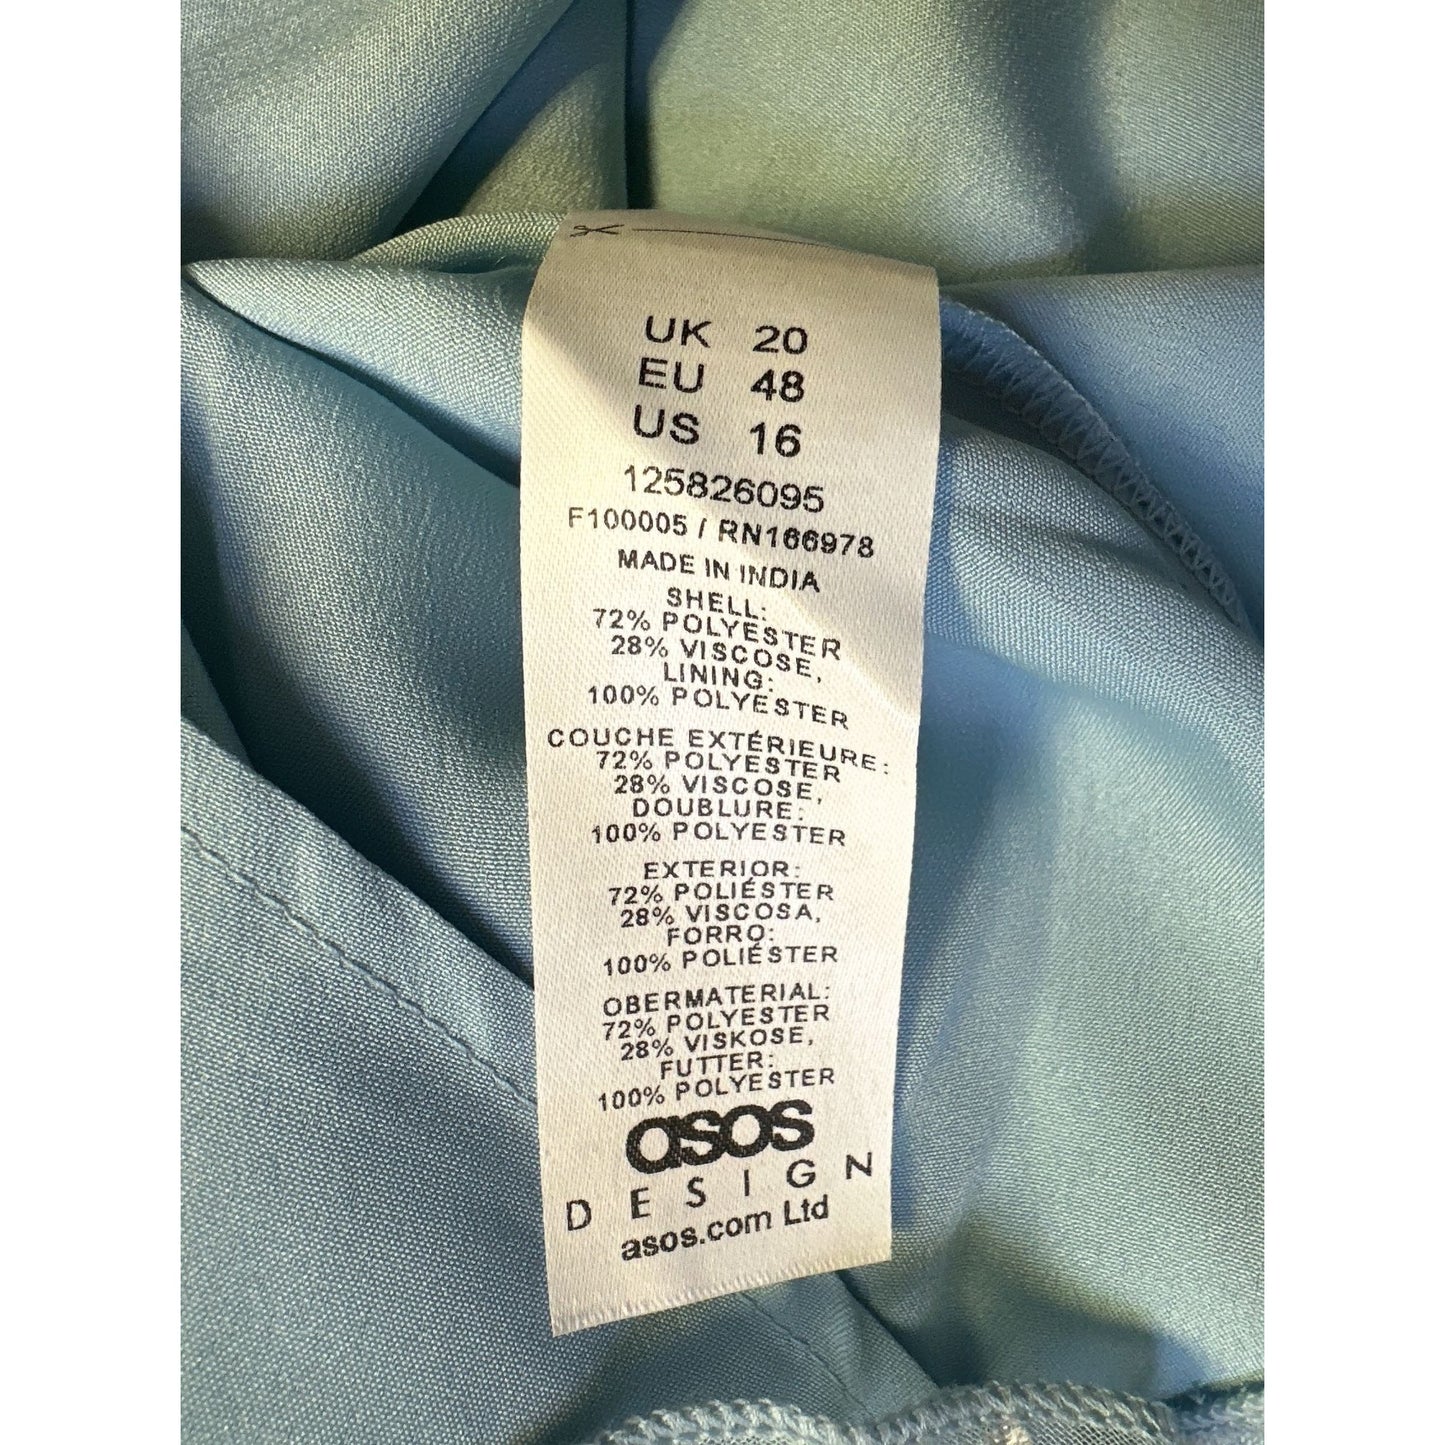 UK 20
EU 48
US 16
125826095
F100005 / RN166978
MADE IN INDIA
SHELL:
72% POLYESTER
28% VISCOSE,
LINING:
100% POLYESTER
COUCHE EXTÉRIEURE:
72% POLYESTER
28% VISCOSE,
DOUBLURE:
100% POLYESTER
EXTERIOR:
72% POLIÉSTER
28% VISCOSA,
FORRO:
100% POLIÉSTER
OBERMATERIAL:
72% POLYESTER
28% VISKOSE,
FUTTER:
100% POLYESTER
asos
DESIGN
asos.com Ltd